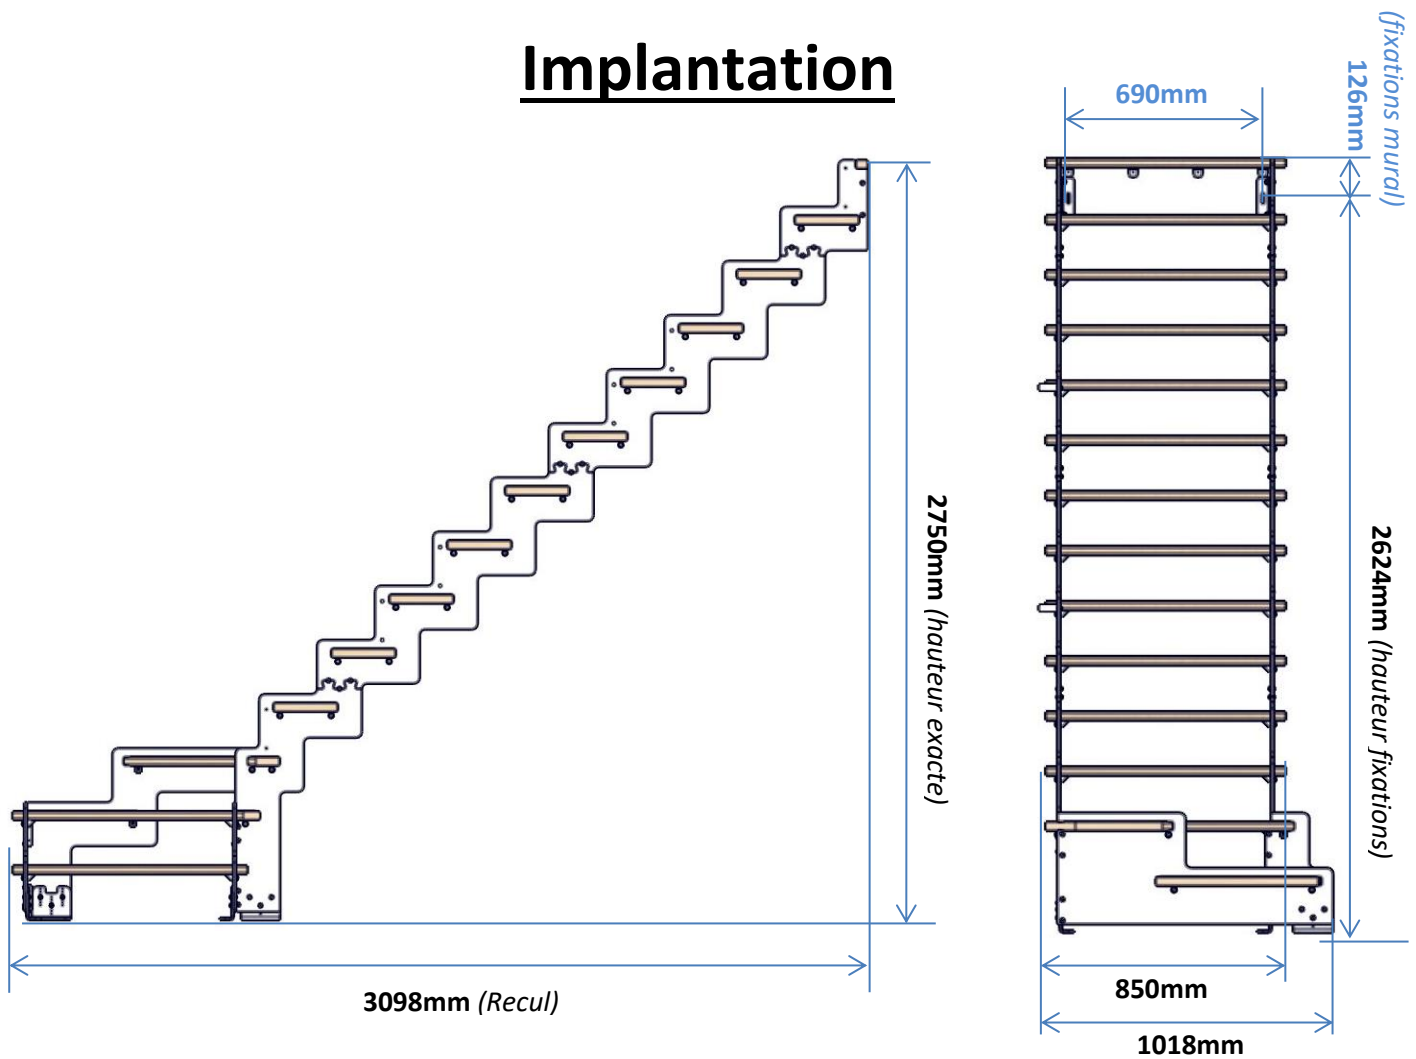 Implantation
690mm
126mm
(fixations mural)
2750mm (hauteur exacte)
2624mm (hauteur fixations)
3098mm (Recul)
850mm
1018mm